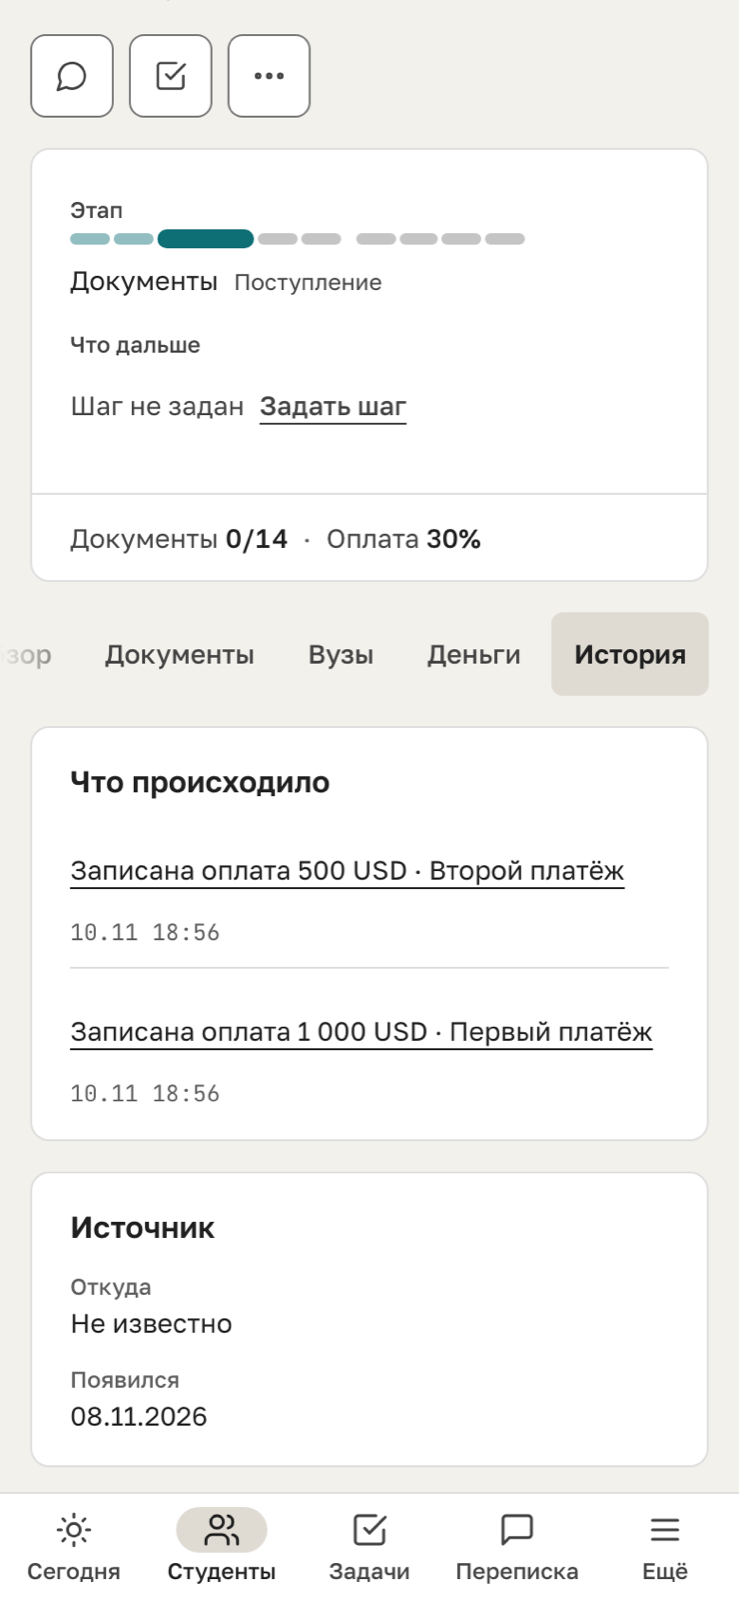 Этап
Документы Поступление
Что дальше
Шаг не задан Задать шаг
Документы 0/14 · Оплата 30%
зор Документы Вузы Деньги История
Что происходило
Записана оплата 500 USD · Второй платёж
10.11 18:56
Записана оплата 1 000 USD · Первый платёж
10.11 18:56
Источник
Откуда
Не известно
Появился
08.11.2026
Сегодня Студенты Задачи Переписка Ещё